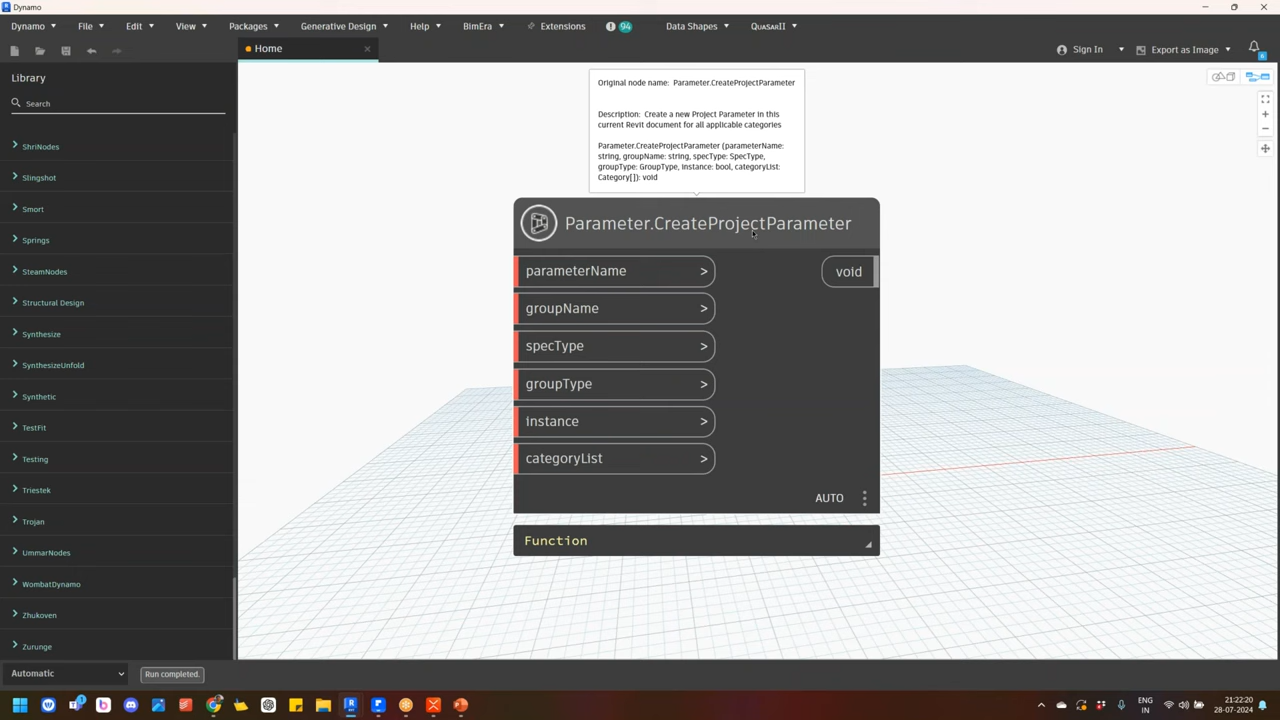 Dynamo
Dynamo File Edit View Packages Generative Design Help BimEra Extensions 94 Data Shapes QUASARII
Home
Sign In Export as Image 6
Library
Search
ShriNodes
Slingshot
Smort
Springs
SteamNodes
Structural Design
Synthesize
SynthesizeUnfold
Synthetic
TestFit
Testing
Triestek
Trojan
UmmarNodes
WombatDynamo
Zhukoven
Zurunge
Original node name: Parameter.CreateProjectParameter
Description: Create a new Project Parameter in this
current Revit document for all applicable categories
Parameter.CreateProjectParameter (parameterName:
string, groupName: string, specType: SpecType,
groupType: GroupType, instance: bool, categoryList:
Category[]): void
Parameter.CreateProjectParameter
parameterName >
void
groupName >
specType >
groupType >
instance >
categoryList >
AUTO
Function
Automatic
Run completed.
ENG
IN
21:22:20
28-07-2024